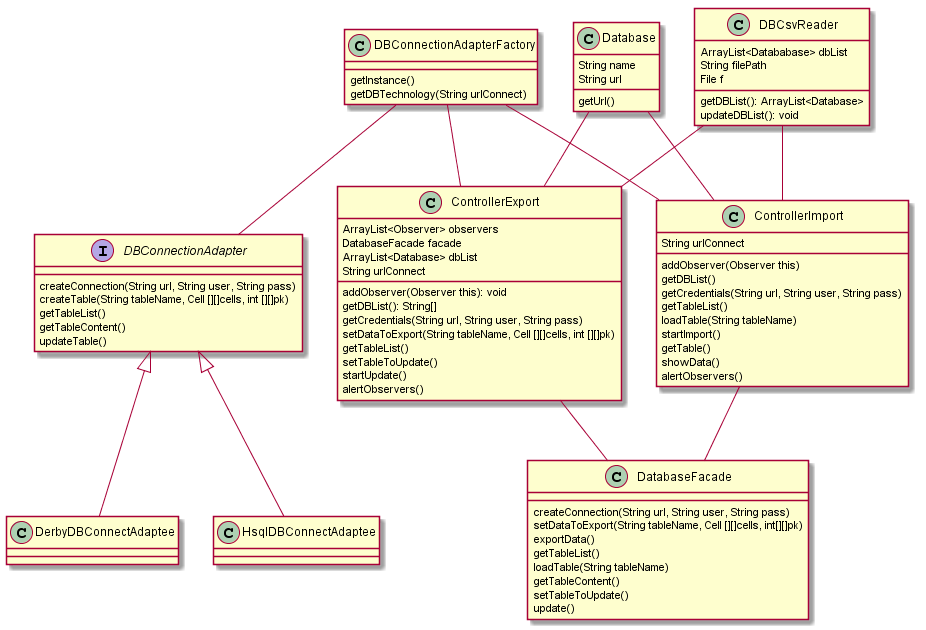 C DBConnectionAdapterFactory
getInstance()
getDBTechnology(String urlConnect)
C Database
String name
String url
getUrl()
C DBCsvReader
ArrayList<Datababase> dbList
String filePath
File f
getDBList(): ArrayList<Database>
updateDBList(): void
I DBConnectionAdapter
createConnection(String url, String user, String pass)
createTable(String tableName, Cell [][]cells, int [][]pk)
getTableList()
getTableContent()
updateTable()
C ControllerExport
ArrayList<Observer> observers
DatabaseFacade facade
ArrayList<Database> dbList
String urlConnect
addObserver(Observer this): void
getDBList(): String[]
getCredentials(String url, String user, String pass)
setDataToExport(String tableName, Cell [][]cells, int [][]pk)
getTableList()
setTableToUpdate()
startUpdate()
alertObservers()
C ControllerImport
String urlConnect
addObserver(Observer this)
getDBList()
getCredentials(String url, String user, String pass)
getTableList()
loadTable(String tableName)
startImport()
getTable()
showData()
alertObservers()
C DerbyDBConnectAdaptee
C HsqlDBConnectAdaptee
C DatabaseFacade
createConnection(String url, String user, String pass)
setDataToExport(String tableName, Cell [][]cells, int[][]pk)
exportData()
getTableList()
loadTable(String tableName)
getTableContent()
setTableToUpdate()
update()